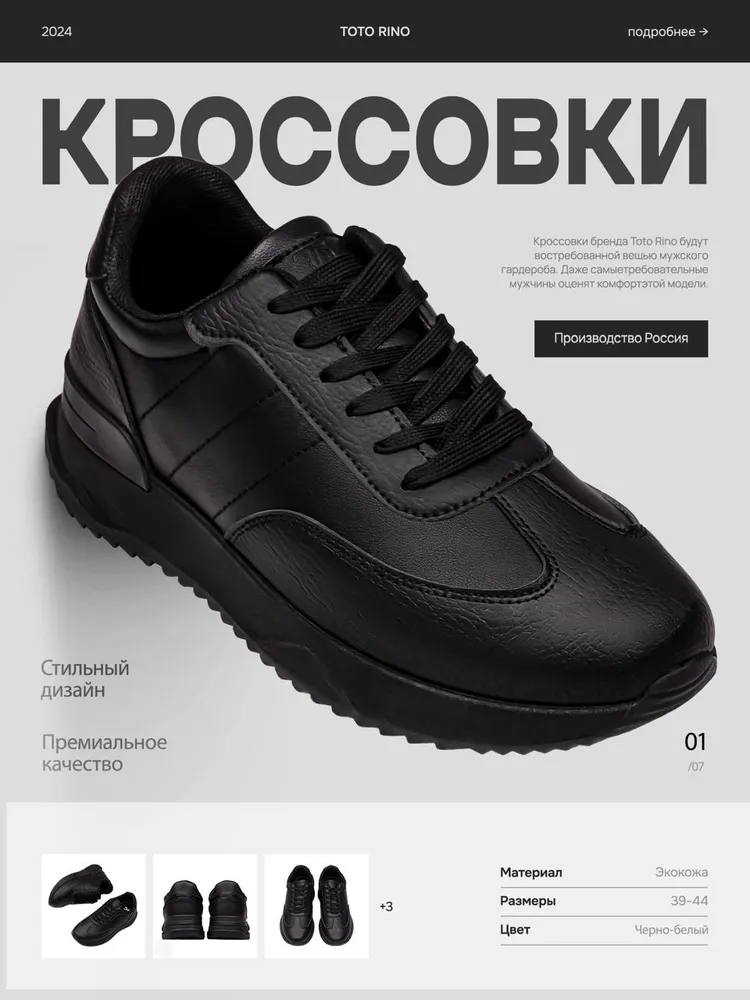 2024
TOTO RINO
подробнее →
КРОССОВКИ
Кроссовки бренда Toto Rino будут
востребованной вещью мужского
гардероба. Даже самыетребовательные
мужчины оценят комфортэтой модели.
Производство Россия
Стильный
дизайн
Премиальное
качество
01
/07
+3
Материал Экокожа
Размеры 39-44
Цвет Черно-белый